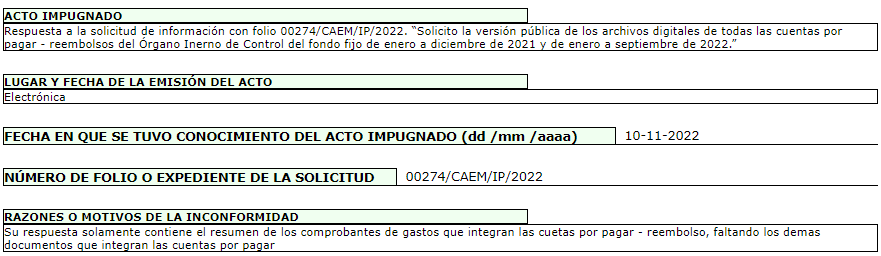 ACTO IMPUGNADO
Respuesta a la solicitud de información con folio 00274/CAEM/IP/2022. “Solicito la versión pública de los archivos digitales de todas las cuentas por
pagar - reembolsos del Órgano Inerno de Control del fondo fijo de enero a diciembre de 2021 y de enero a septiembre de 2022.”
LUGAR Y FECHA DE LA EMISIÓN DEL ACTO
Electrónica
FECHA EN QUE SE TUVO CONOCIMIENTO DEL ACTO IMPUGNADO (dd /mm /aaaa) 10-11-2022
NÚMERO DE FOLIO O EXPEDIENTE DE LA SOLICITUD 00274/CAEM/IP/2022
RAZONES O MOTIVOS DE LA INCONFORMIDAD
Su respuesta solamente contiene el resumen de los comprobantes de gastos que integran las cuetas por pagar - reembolso, faltando los demas
documentos que integran las cuentas por pagar